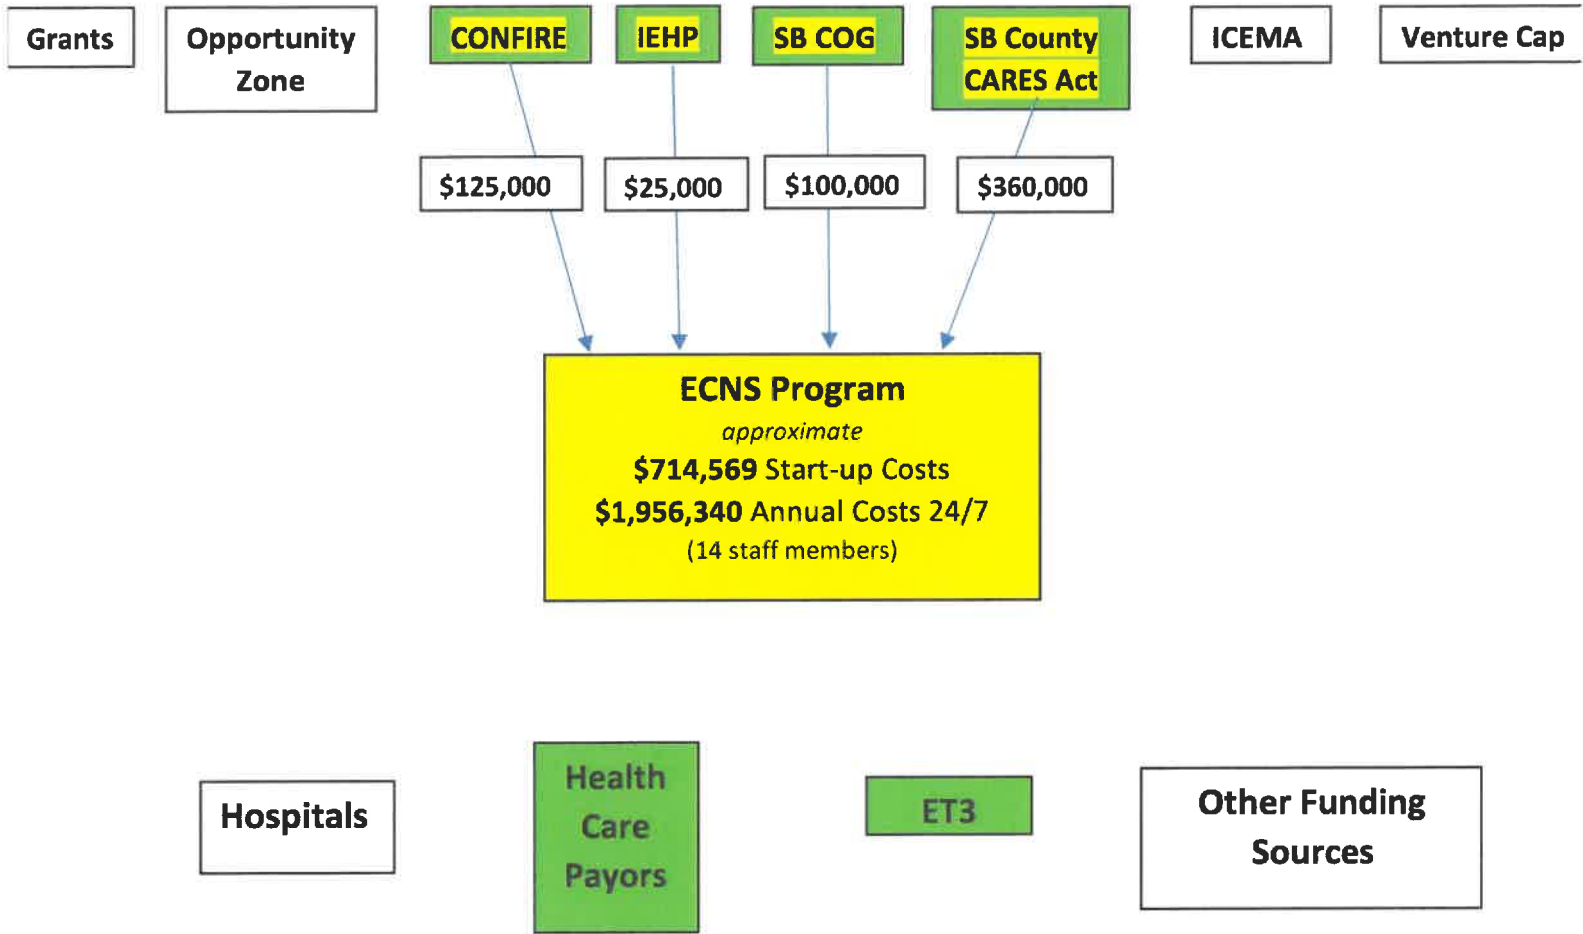 Grants
Opportunity
Zone
CONFIRE
IEHP
SB COG
SB County
CARES Act
ICEMA
Venture Cap
$125,000
$25,000
$100,000
$360,000
ECNS Program
approximate
$714,569 Start-up Costs
$1,956,340 Annual Costs 24/7
(14 staff members)
Hospitals
Health
Care
Payors
ET3
Other Funding
Sources